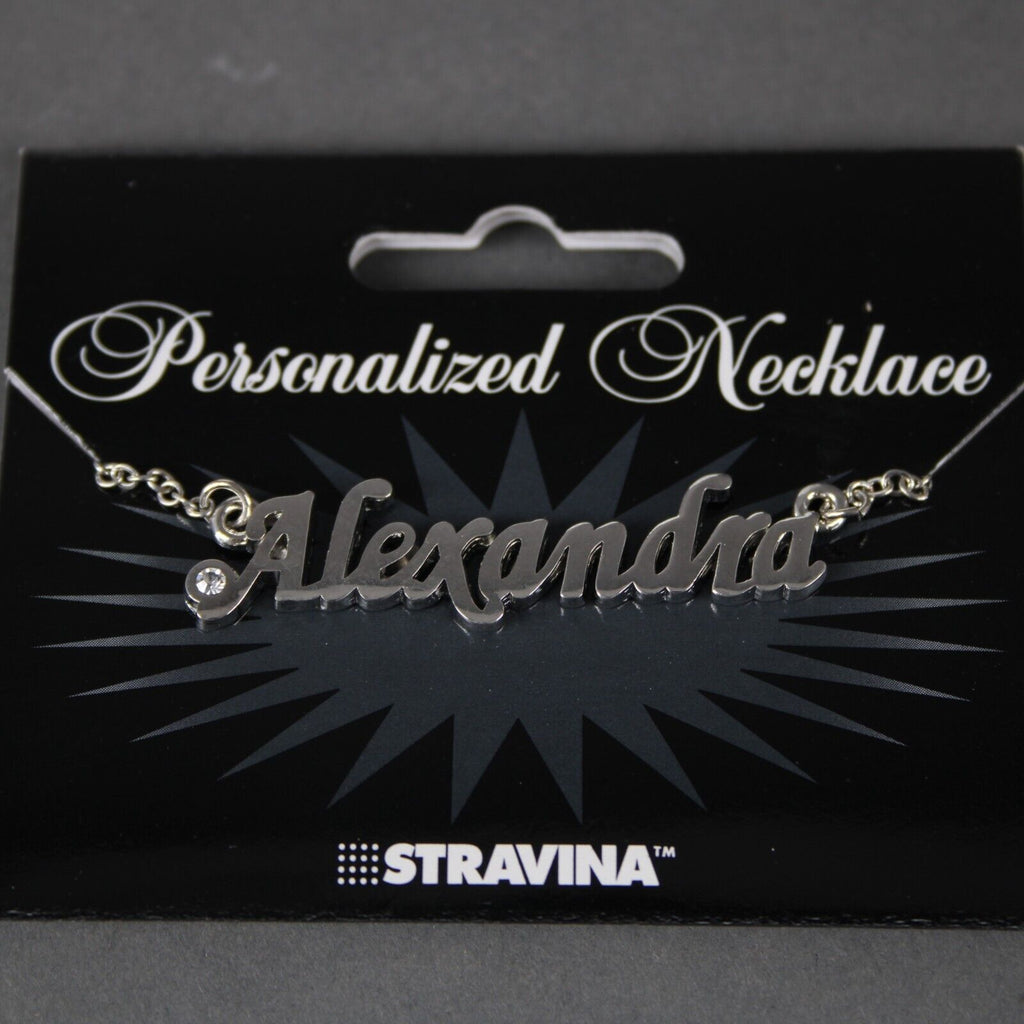 Personalized Necklace
Alexandra
STRAVINA™